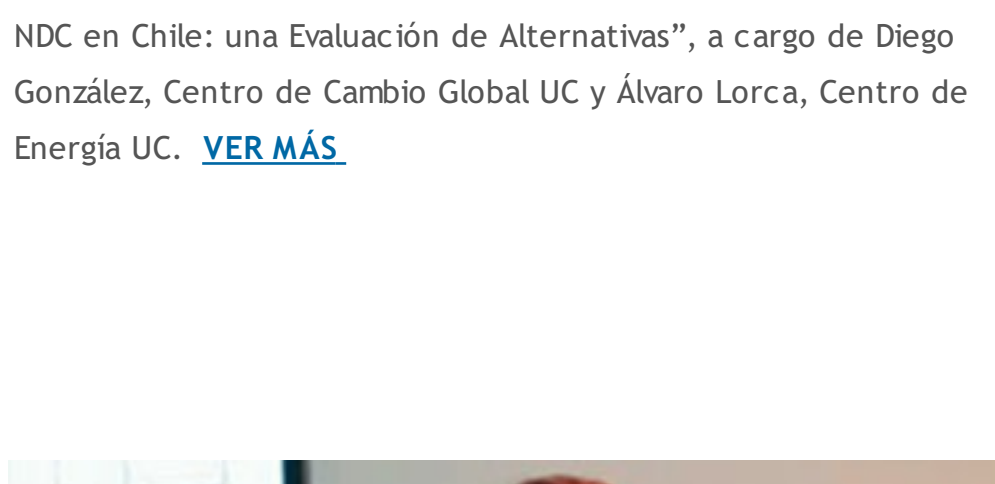 NDC en Chile: una Evaluación de Alternativas”, a cargo de Diego
González, Centro de Cambio Global UC y Álvaro Lorca, Centro de
Energía UC. VER MÁS